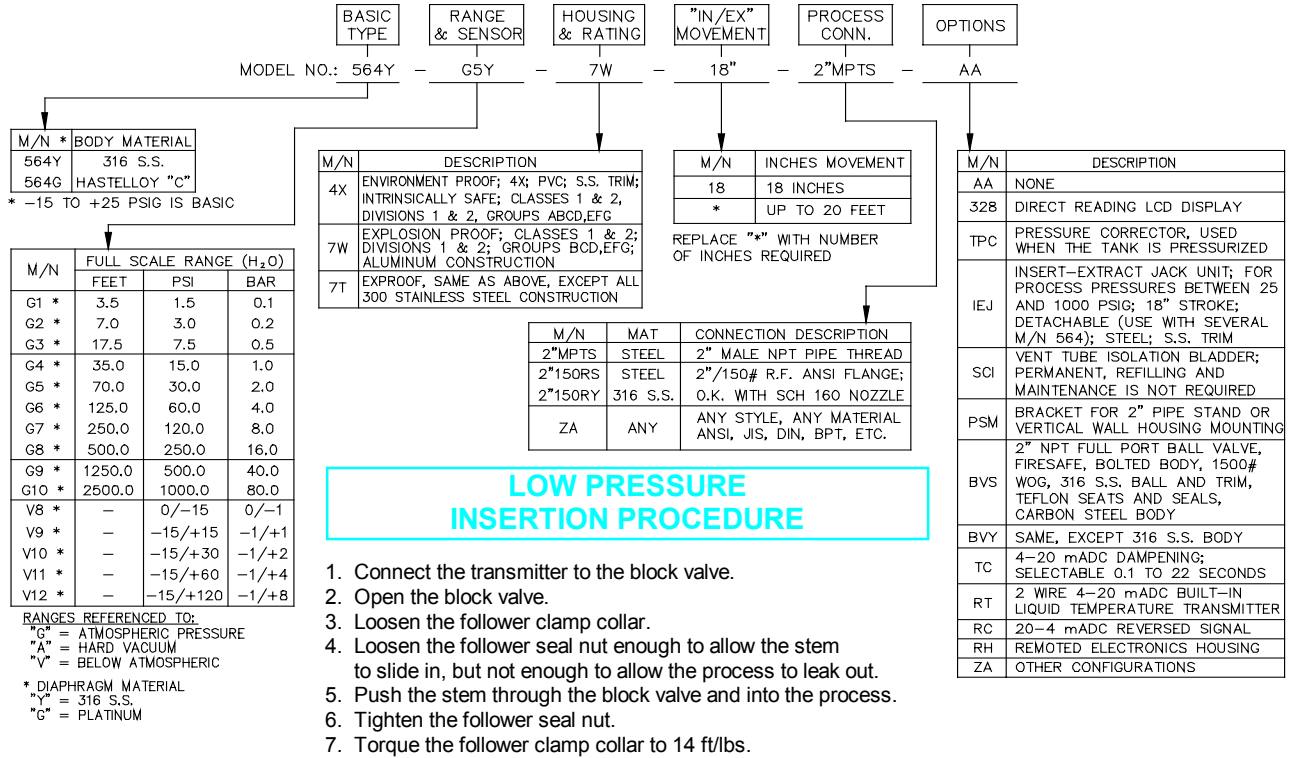 BASIC TYPE
RANGE & SENSOR
HOUSING & RATING
"IN/EX" MOVEMENT
PROCESS CONN.
OPTIONS
MODEL NO.: 564Y – G5Y – 7W – 18" – 2"MPTS – AA
M/N * BODY MATERIAL
564Y 316 S.S.
564G HASTELLOY "C"
* –15 TO +25 PSIG IS BASIC
M/N FULL SCALE RANGE (H₂O)
FEET PSI BAR
G1 * 3.5 1.5 0.1
G2 * 7.0 3.0 0.2
G3 * 17.5 7.5 0.5
G4 * 35.0 15.0 1.0
G5 * 70.0 30.0 2.0
G6 * 125.0 60.0 4.0
G7 * 250.0 120.0 8.0
G8 * 500.0 250.0 16.0
G9 * 1250.0 500.0 40.0
G10 * 2500.0 1000.0 80.0
V8 * – 0/–15 0/–1
V9 * – –15/+15 –1/+1
V10 * – –15/+30 –1/+2
V11 * – –15/+60 –1/+4
V12 * – –15/+120 –1/+8
RANGES REFERENCED TO:
"G" = ATMOSPHERIC PRESSURE
"A" = HARD VACUUM
"V" = BELOW ATMOSPHERIC
* DIAPHRAGM MATERIAL
"Y" = 316 S.S.
"G" = PLATINUM
M/N DESCRIPTION
4X ENVIRONMENT PROOF; 4X; PVC; S.S. TRIM;
INTRINSICALLY SAFE; CLASSES 1 & 2,
DIVISIONS 1 & 2, GROUPS ABCD,EFG
7W EXPLOSION PROOF; CLASSES 1 & 2;
DIVISIONS 1 & 2; GROUPS BCD,EFG;
ALUMINUM CONSTRUCTION
7T EXPROOF, SAME AS ABOVE, EXCEPT ALL
300 STAINLESS STEEL CONSTRUCTION
M/N INCHES MOVEMENT
18 18 INCHES
* UP TO 20 FEET
REPLACE "*" WITH NUMBER
OF INCHES REQUIRED
M/N MAT CONNECTION DESCRIPTION
2"MPTS STEEL 2" MALE NPT PIPE THREAD
2"150RS STEEL 2"/150# R.F. ANSI FLANGE;
2"150RY 316 S.S. O.K. WITH SCH 160 NOZZLE
ZA ANY ANY STYLE, ANY MATERIAL
ANSI, JIS, DIN, BPT, ETC.
M/N DESCRIPTION
AA NONE
328 DIRECT READING LCD DISPLAY
TPC PRESSURE CORRECTOR, USED
WHEN THE TANK IS PRESSURIZED
IEJ INSERT–EXTRACT JACK UNIT; FOR
PROCESS PRESSURES BETWEEN 25
AND 1000 PSIG; 18" STROKE;
DETACHABLE (USE WITH SEVERAL
M/N 564); STEEL; S.S. TRIM
SCI VENT TUBE ISOLATION BLADDER;
PERMANENT, REFILLING AND
MAINTENANCE IS NOT REQUIRED
PSM BRACKET FOR 2" PIPE STAND OR
VERTICAL WALL HOUSING MOUNTING
BVS 2" NPT FULL PORT BALL VALVE,
FIRESAFE, BOLTED BODY, 1500#
WOG, 316 S.S. BALL AND TRIM,
TEFLON SEATS AND SEALS,
CARBON STEEL BODY
BVY SAME, EXCEPT 316 S.S. BODY
TC 4–20 mADC DAMPENING;
SELECTABLE 0.1 TO 22 SECONDS
RT 2 WIRE 4–20 mADC BUILT–IN
LIQUID TEMPERATURE TRANSMITTER
RC 20–4 mADC REVERSED SIGNAL
RH REMOTED ELECTRONICS HOUSING
ZA OTHER CONFIGURATIONS
LOW PRESSURE
INSERTION PROCEDURE
1. Connect the transmitter to the block valve.
2. Open the block valve.
3. Loosen the follower clamp collar.
4. Loosen the follower seal nut enough to allow the stem
to slide in, but not enough to allow the process to leak out.
5. Push the stem through the block valve and into the process.
6. Tighten the follower seal nut.
7. Torque the follower clamp collar to 14 ft/lbs.